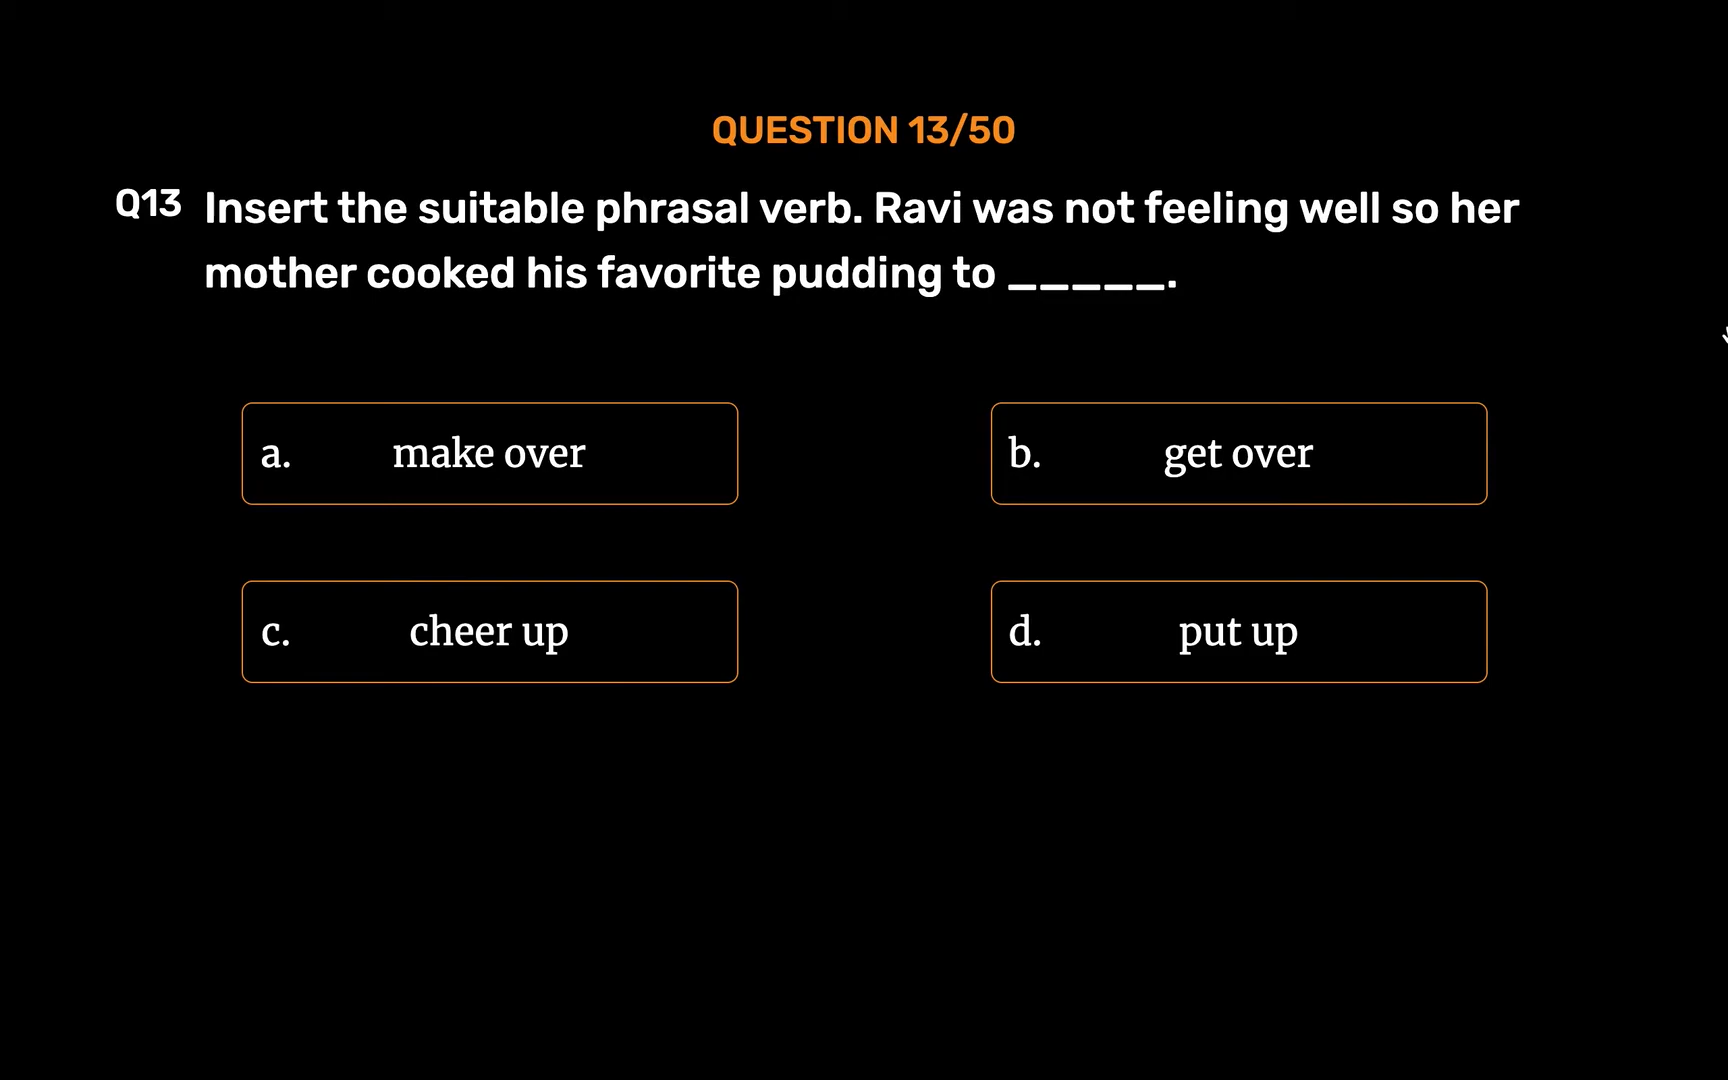 QUESTION 13/50
Q13 Insert the suitable phrasal verb. Ravi was not feeling well so her
mother cooked his favorite pudding to _____.
a. make over
b. get over
c. cheer up
d. put up